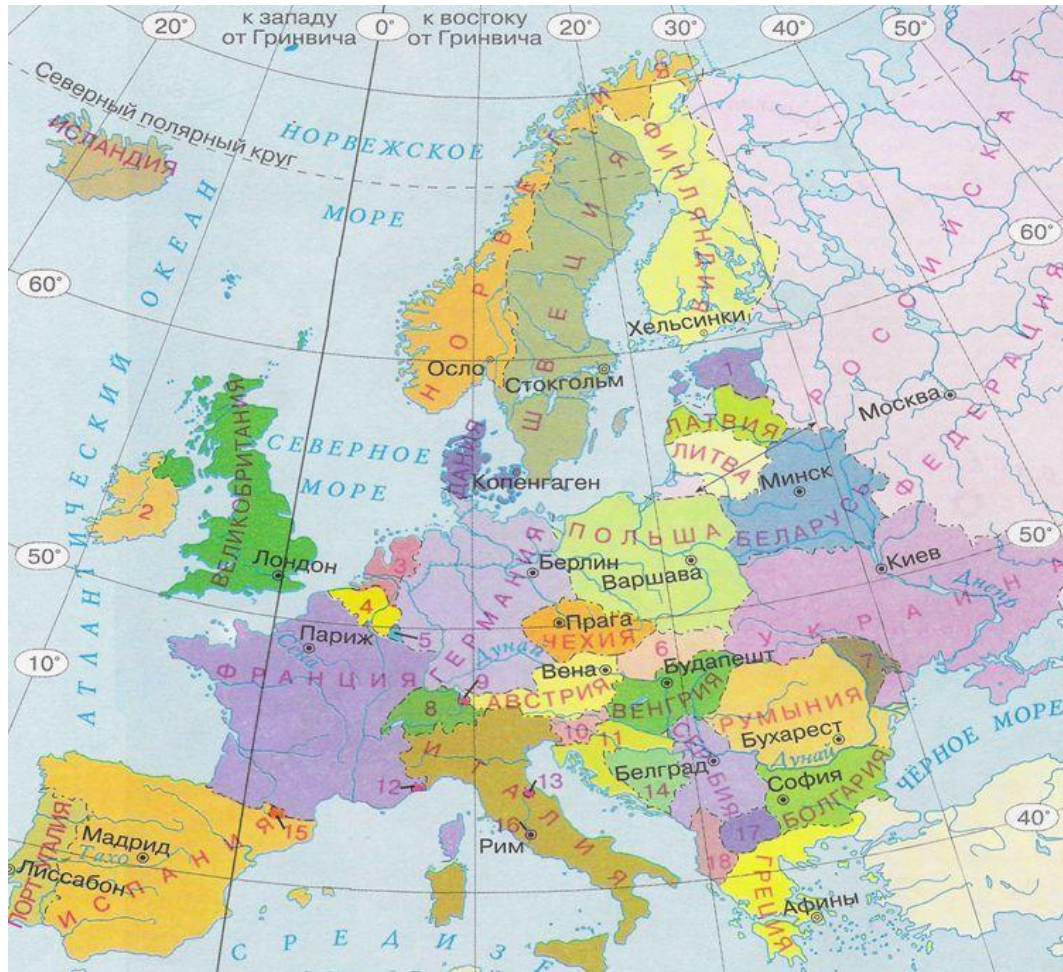 к западу
от Гринвича
к востоку
от Гринвича
20°
0°
20°
30°
40°
50°
Северный полярный круг
ИСЛАНДИЯ
НОРВЕЖСКОЕ
МОРЕ
АТЛАНТИЧЕСКИЙ
ОКЕАН
НОРВЕГИЯ
ШВЕЦИЯ
ФИНЛЯНДИЯ
РОССИЙСКАЯ
ФЕДЕРАЦИЯ
60°
60°
Хельсинки
Осло
Стокгольм
1
Москва
ЛАТВИЯ
ЛИТВА
ВЕЛИКОБРИТАНИЯ
СЕВЕРНОЕ
МОРЕ
ДАНИЯ
Копенгаген
Минск
БЕЛАРУСЬ
2
ПОЛЬША
50°
50°
Лондон
3
Берлин
Варшава
Киев
Днепр
ГЕРМАНИЯ
4
5
Прага
ЧЕХИЯ
УКРАИНА
Париж
Сена
Дунай
6
7
10°
ФРАНЦИЯ
Вена
Будапешт
8
9
АВСТРИЯ
ВЕНГРИЯ
РУМЫНИЯ
Бухарест
Дунай
ЧЁРНОЕ МОРЕ
10
11
СЕРБИЯ
Белград
София
БОЛГАРИЯ
12
13
14
ИТАЛИЯ
15
16
Рим
17
18
40°
ПОРТУГАЛИЯ
Мадрид
Тахо
Лиссабон
ИСПАНИЯ
ГРЕЦИЯ
Афины
СРЕДИЗЕ